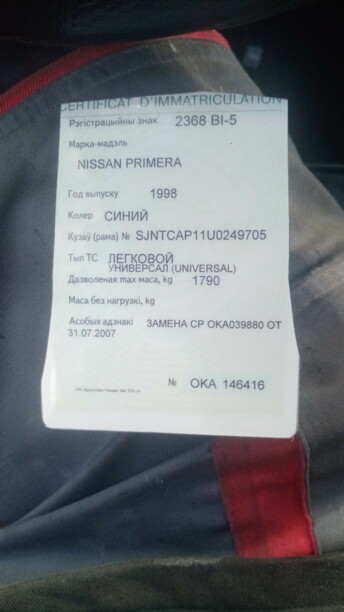 CERTIFICAT D'IMMATRICULATION
Рэгістрацыйны знак 2368 BI-5
Марка-мадэль
NISSAN PRIMERA
Год выпуску 1998
Колер СИНИЙ
Кузаў (рама) № SJNTCAP11U0249705
Тып ТС ЛЕГКОВОЙ
УНИВЕРСАЛ (UNIVERSAL)
Дазволеная max маса, kg 1790
Маса без нагрузкі, kg
Асобыя адзнакі ЗАМЕНА СР ОКА039880 ОТ
31.07.2007
№ ОКА 146416